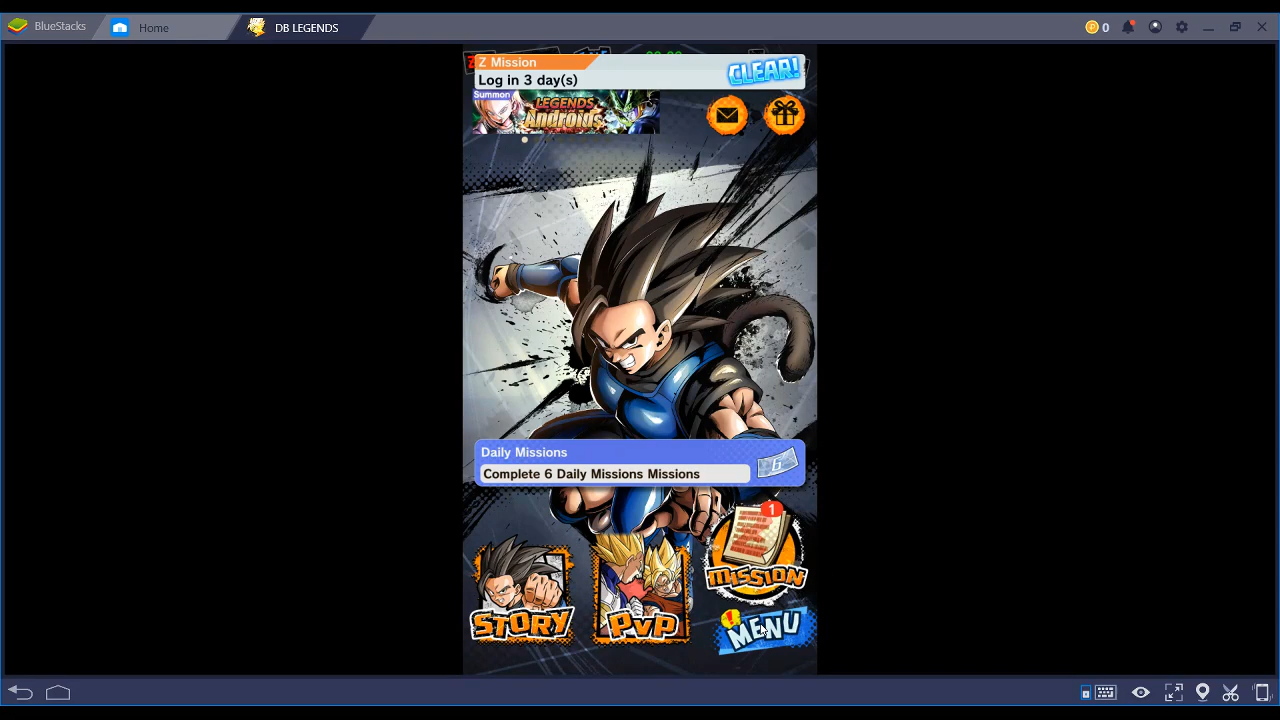 BlueStacks
Home
DB LEGENDS
0
Z Mission
Log in 3 day(s)
CLEAR!
Summon
LEGENDS
Androids
Daily Missions
Complete 6 Daily Missions Missions
6
1
MISSION
STORY
PvP
! MENU